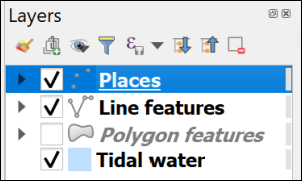 Layers
Places
Line features
Polygon features
Tidal water